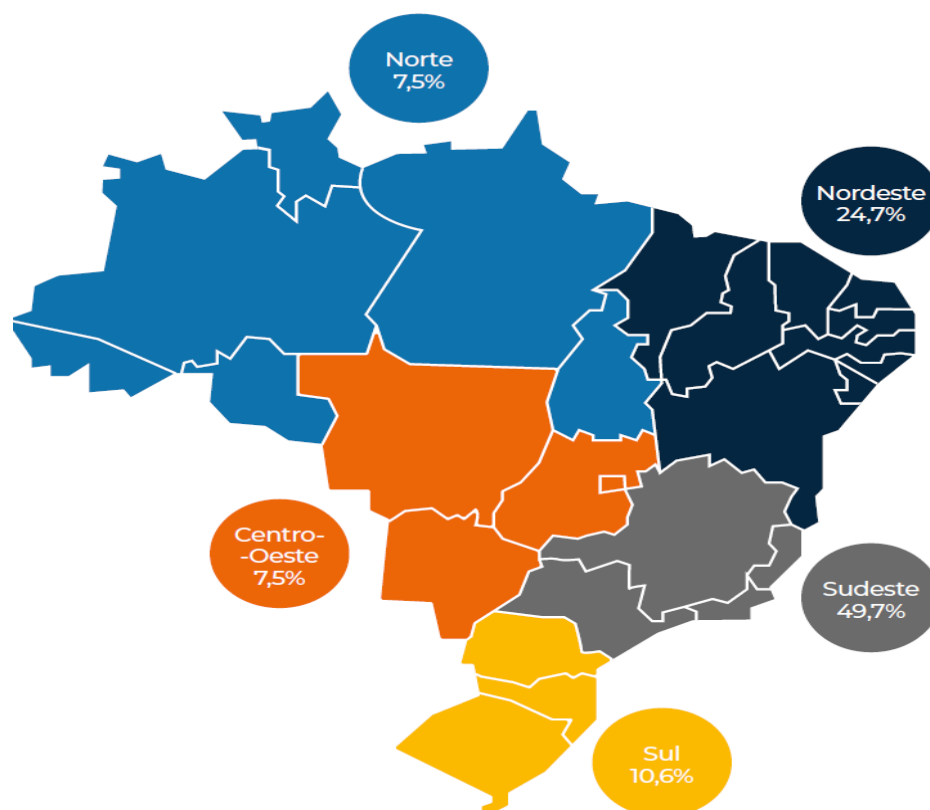 Norte
7,5%
Nordeste
24,7%
Centro-
-Oeste
7,5%
Sudeste
49,7%
Sul
10,6%